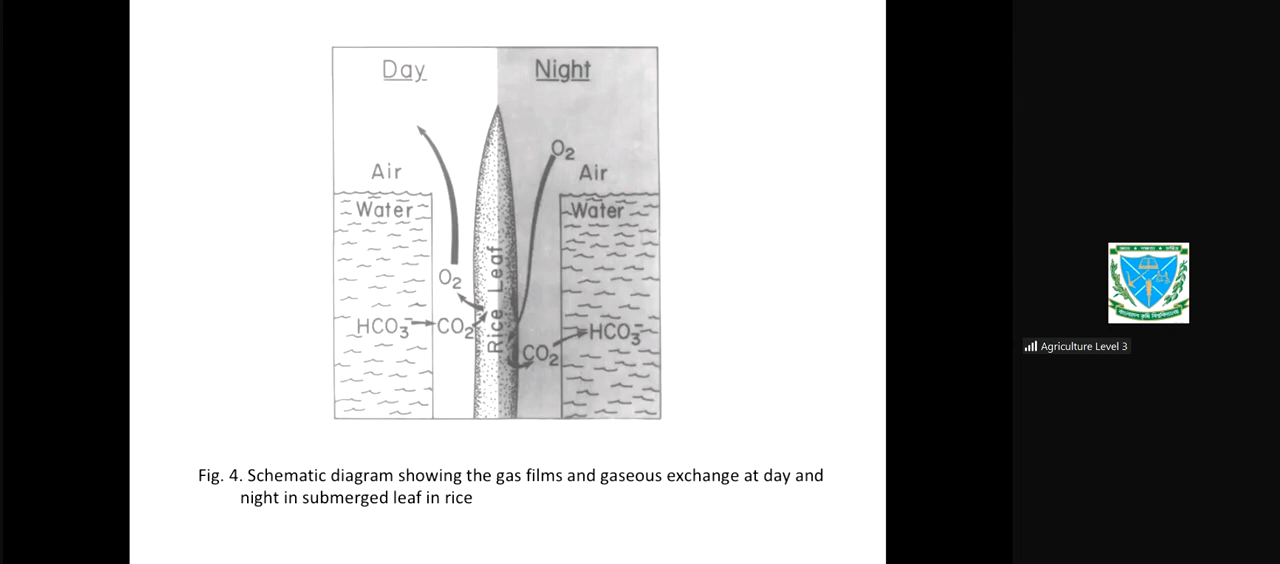 Day
Night
O2
Air
Air
Water
Water
O2
Rice Leaf
HCO3-
CO2
HCO3-
CO2
Agriculture Level 3
Fig. 4. Schematic diagram showing the gas films and gaseous exchange at day and
night in submerged leaf in rice